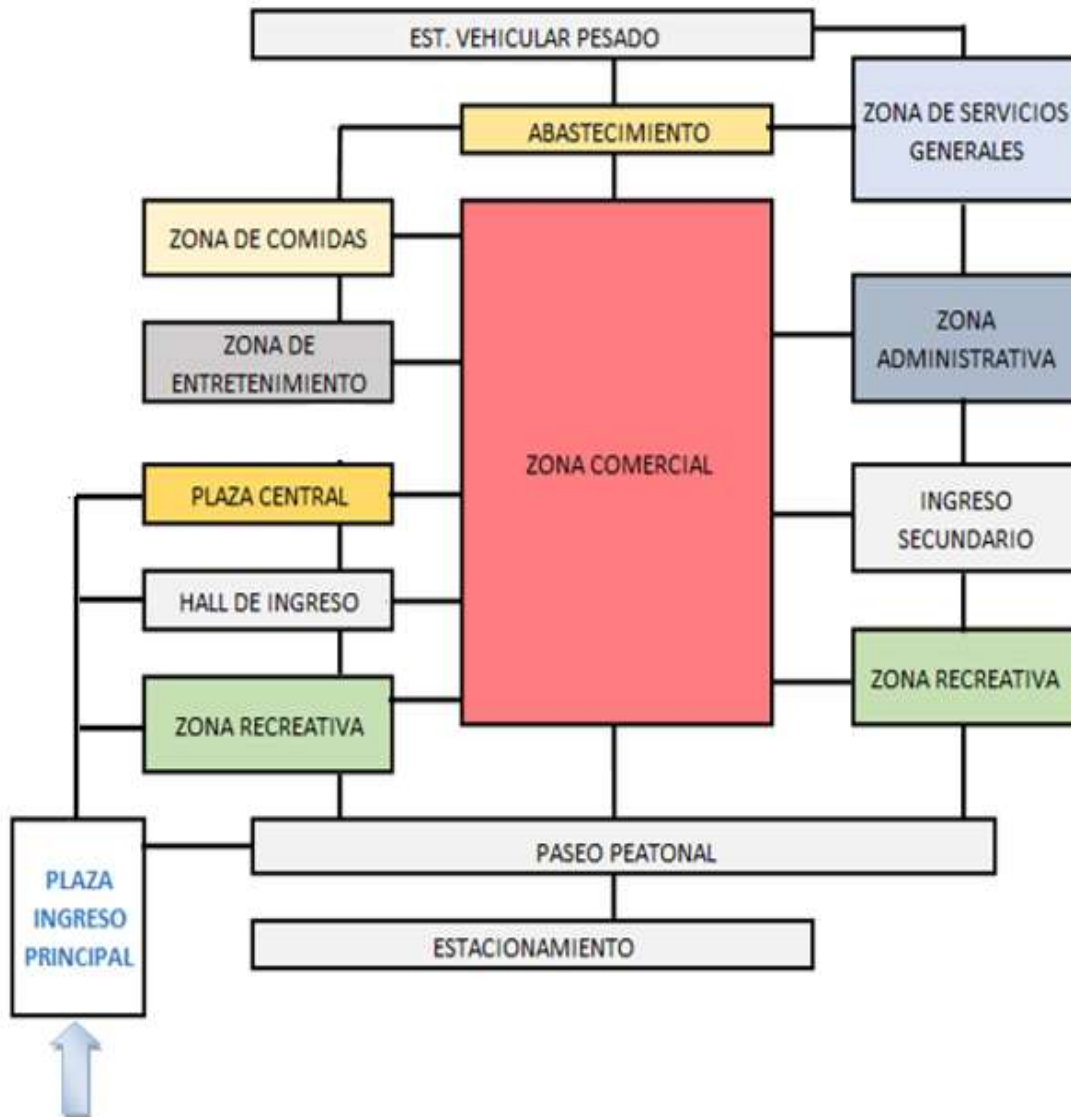 EST. VEHICULAR PESADO
ABASTECIMIENTO
ZONA DE SERVICIOS
GENERALES
ZONA DE COMIDAS
ZONA DE
ENTRETENIMIENTO
ZONA
ADMINISTRATIVA
ZONA COMERCIAL
PLAZA CENTRAL
INGRESO
SECUNDARIO
HALL DE INGRESO
ZONA RECREATIVA
ZONA RECREATIVA
PASEO PEATONAL
PLAZA
INGRESO
PRINCIPAL
ESTACIONAMIENTO